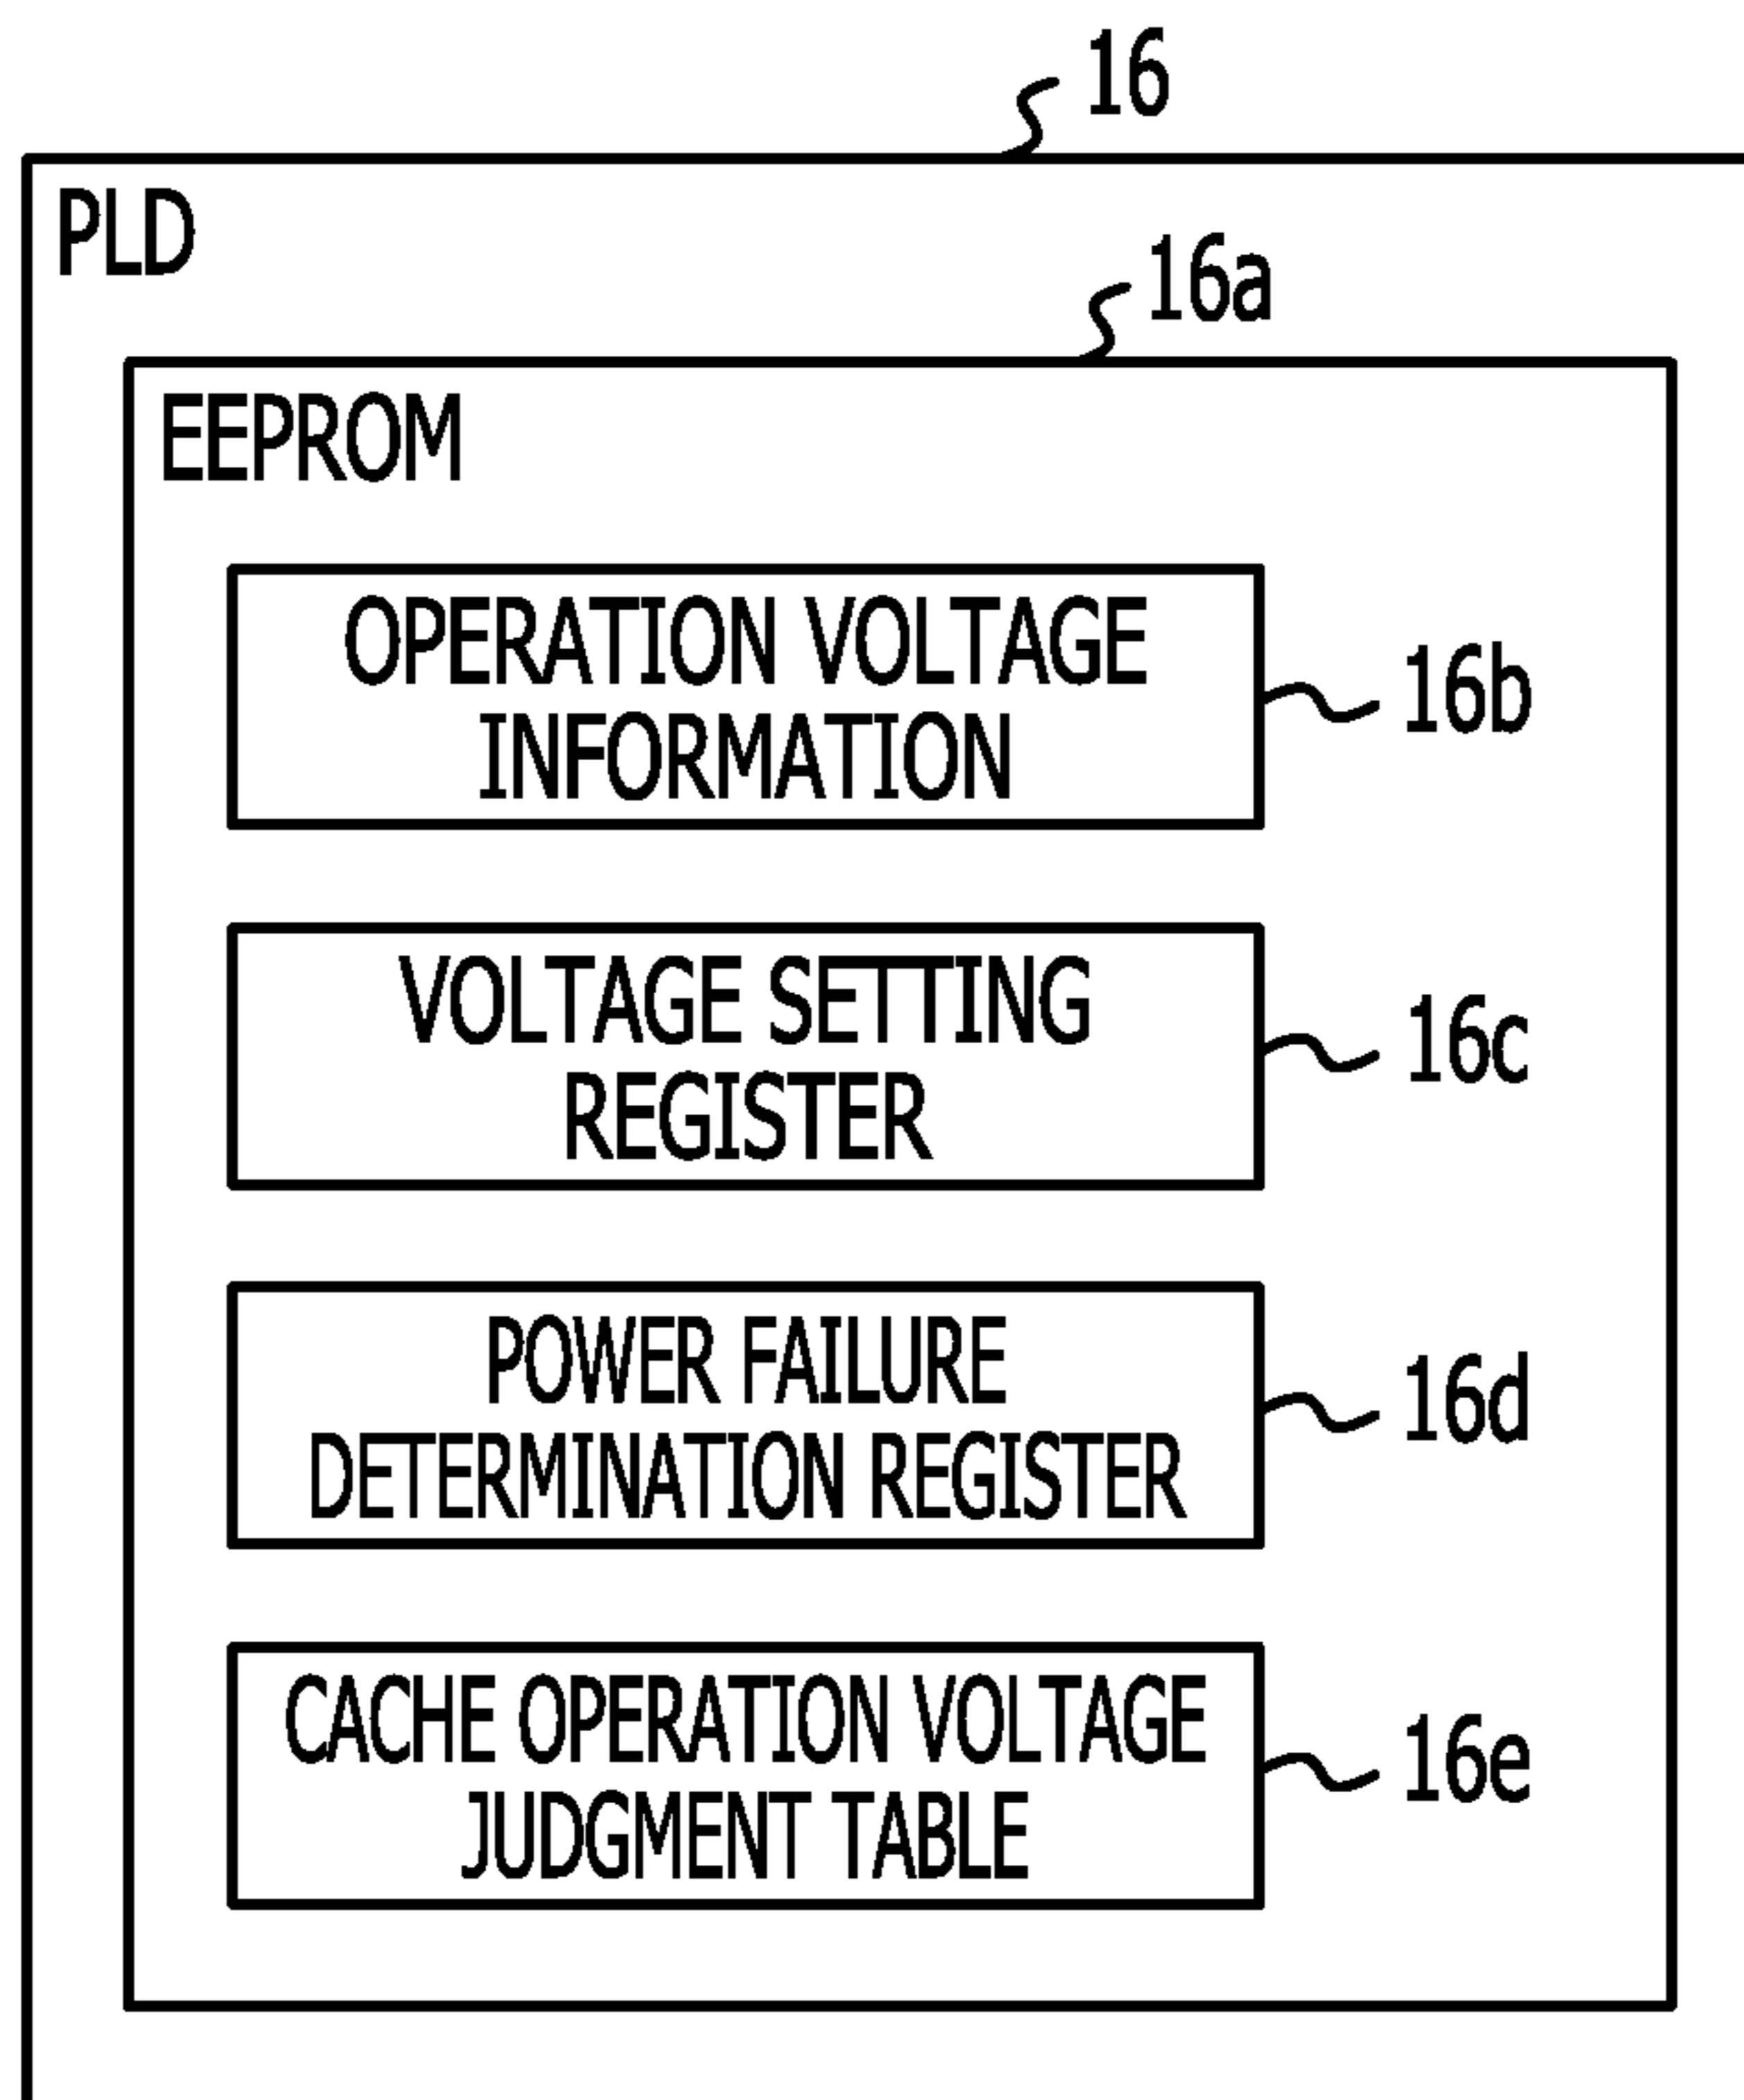 16
PLD
16a
EEPROM
OPERATION VOLTAGE
INFORMATION
16b
VOLTAGE SETTING
REGISTER
16c
POWER FAILURE
DETERMINATION REGISTER
16d
CACHE OPERATION VOLTAGE
JUDGMENT TABLE
16e